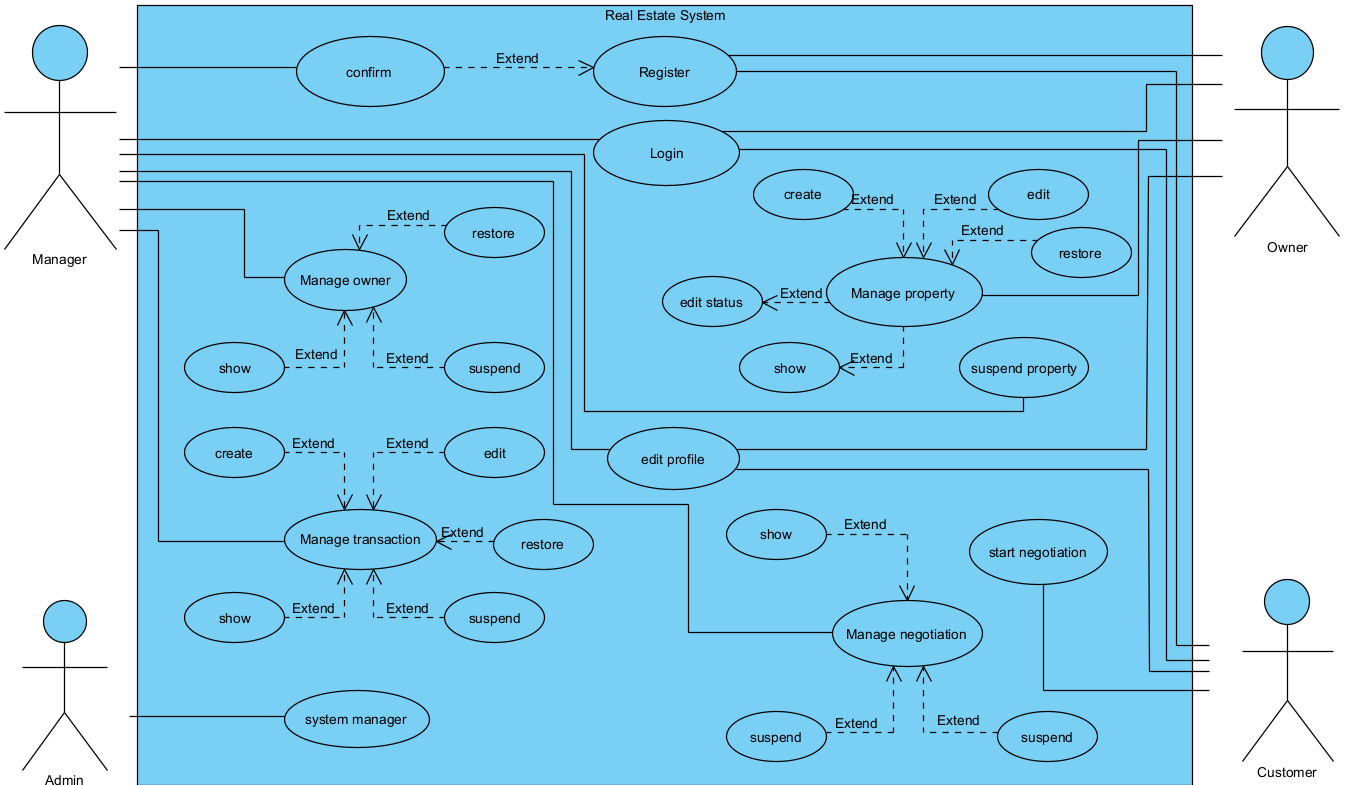 Real Estate System
Extend
confirm
Register
Login
create
Extend
Extend
edit
Extend
restore
Manager
Owner
Extend
restore
Manage owner
edit status
Extend
Manage property
show
Extend
Extend
suspend
show
Extend
suspend property
create
Extend
Extend
edit
edit profile
Manage transaction
Extend
restore
show
Extend
start negotiation
show
Extend
Extend
suspend
Manage negotiation
system manager
suspend
Extend
Extend
suspend
Admin
Customer